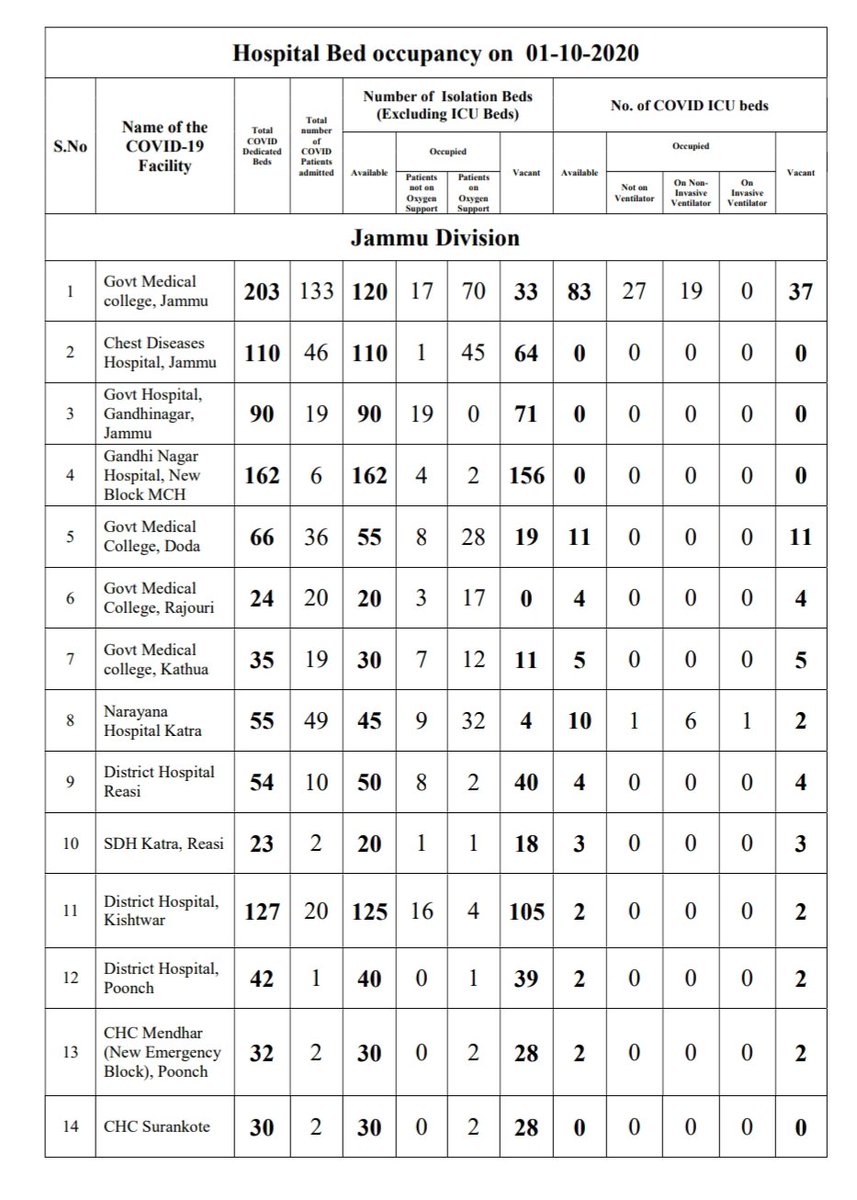 Hospital Bed occupancy on 01-10-2020
S.No
Name of the
COVID-19
Facility
Total
COVID
Dedicated
Beds
Total
number
of
COVID
Patients
admitted
Number of Isolation Beds
(Excluding ICU Beds)
No. of COVID ICU beds
Available
Occupied
Patients
not on
Oxygen
Support
Patients
on
Oxygen
Support
Vacant
Available
Occupied
Not on
Ventilator
On Non-
Invasive
Ventilator
On
Invasive
Ventilator
Vacant
Jammu Division
1 Govt Medical
college, Jammu 203 133 120 17 70 33 83 27 19 0 37
2 Chest Diseases
Hospital, Jammu 110 46 110 1 45 64 0 0 0 0 0
3 Govt Hospital,
Gandhinagar,
Jammu 90 19 90 19 0 71 0 0 0 0 0
4 Gandhi Nagar
Hospital, New
Block MCH 162 6 162 4 2 156 0 0 0 0 0
5 Govt Medical
College, Doda 66 36 55 8 28 19 11 0 0 0 11
6 Govt Medical
College, Rajouri 24 20 20 3 17 0 4 0 0 0 4
7 Govt Medical
college, Kathua 35 19 30 7 12 11 5 0 0 0 5
8 Narayana
Hospital Katra 55 49 45 9 32 4 10 1 6 1 2
9 District Hospital
Reasi 54 10 50 8 2 40 4 0 0 0 4
10 SDH Katra, Reasi 23 2 20 1 1 18 3 0 0 0 3
11 District Hospital,
Kishtwar 127 20 125 16 4 105 2 0 0 0 2
12 District Hospital,
Poonch 42 1 40 0 1 39 2 0 0 0 2
13 CHC Mendhar
(New Emergency
Block), Poonch 32 2 30 0 2 28 2 0 0 0 2
14 CHC Surankote 30 2 30 0 2 28 0 0 0 0 0